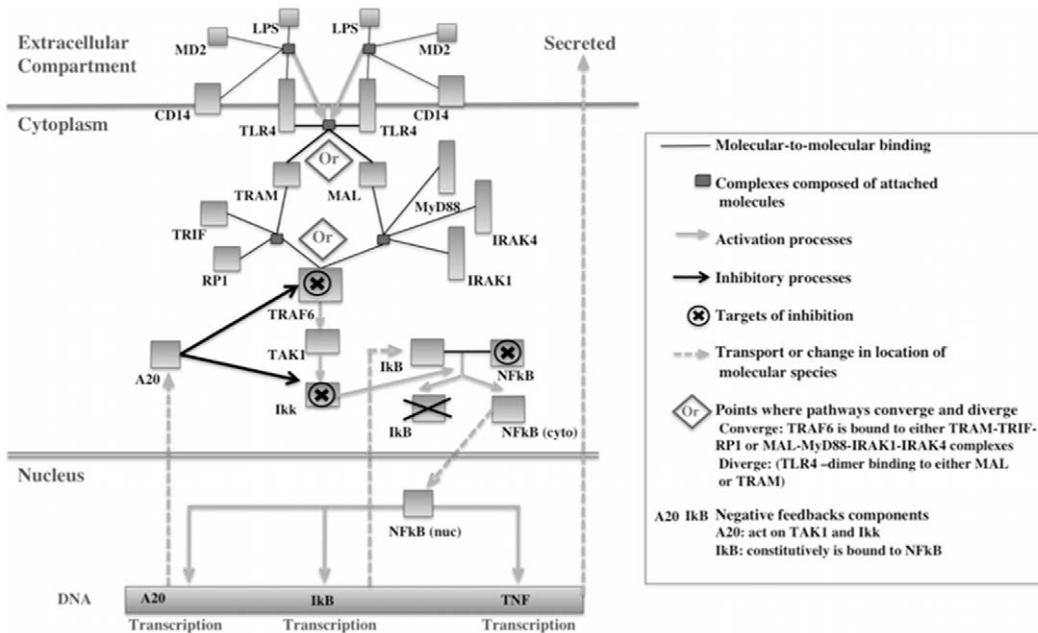 LPS
LPS
MD2
MD2
Extracellular
Compartment
Secreted
CD14
CD14
TLR4
TLR4
Cytoplasm
Or
TRAM
MAL
MyD88
TRIF
Or
IRAK4
RP1
IRAK1
TRAF6
TAK1
IkB
NFkB
A20
Ikk
IkB
NFkB (cyto)
Nucleus
NFkB (nuc)
DNA
A20
IkB
TNF
Transcription
Transcription
Transcription
Molecular-to-molecular binding
Complexes composed of attached
molecules
Activation processes
Inhibitory processes
Targets of inhibition
Transport or change in location of
molecular species
Or
Points where pathways converge and diverge
Converge: TRAF6 is bound to either TRAM-TRIF-
RP1 or MAL-MyD88-IRAK1-IRAK4 complexes
Diverge: (TLR4 –dimer binding to either MAL
or TRAM)
A20 IkB Negative feedbacks components
A20: act on TAK1 and Ikk
IkB: constitutively is bound to NFkB